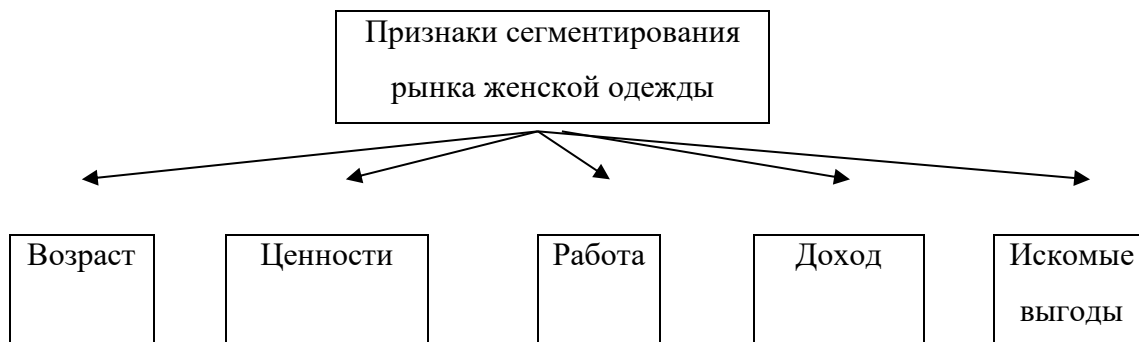 Признаки сегментирования
рынка женской одежды
Возраст
Ценности
Работа
Доход
Искомые
выгоды